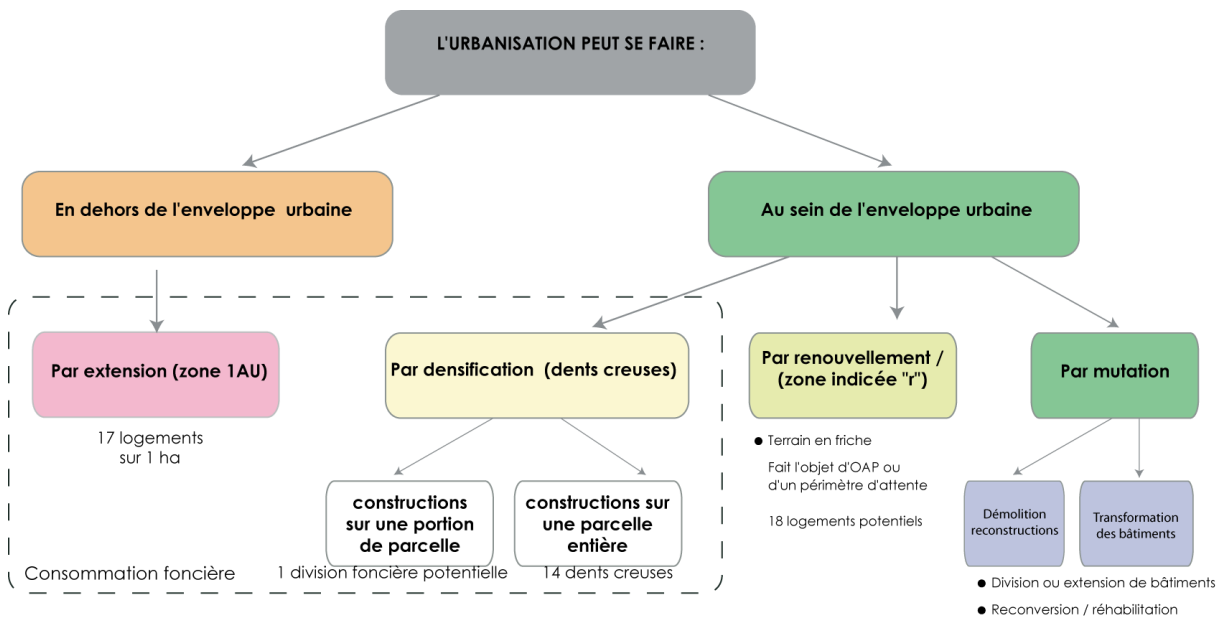 L'URBANISATION PEUT SE FAIRE :
En dehors de l'enveloppe urbaine
Au sein de l'enveloppe urbaine
Par extension (zone 1AU)
17 logements
sur 1 ha
Par densification (dents creuses)
constructions
sur une portion
de parcelle
1 division foncière potentielle
constructions sur
une parcelle
entière
14 dents creuses
Consommation foncière
Par renouvellement /
(zone indicée "r")
● Terrain en friche
Fait l'objet d'OAP ou
d'un périmètre d'attente
18 logements potentiels
Par mutation
Démolition
reconstructions
Transformation
des bâtiments
● Division ou extension de bâtiments
● Reconversion / réhabilitation